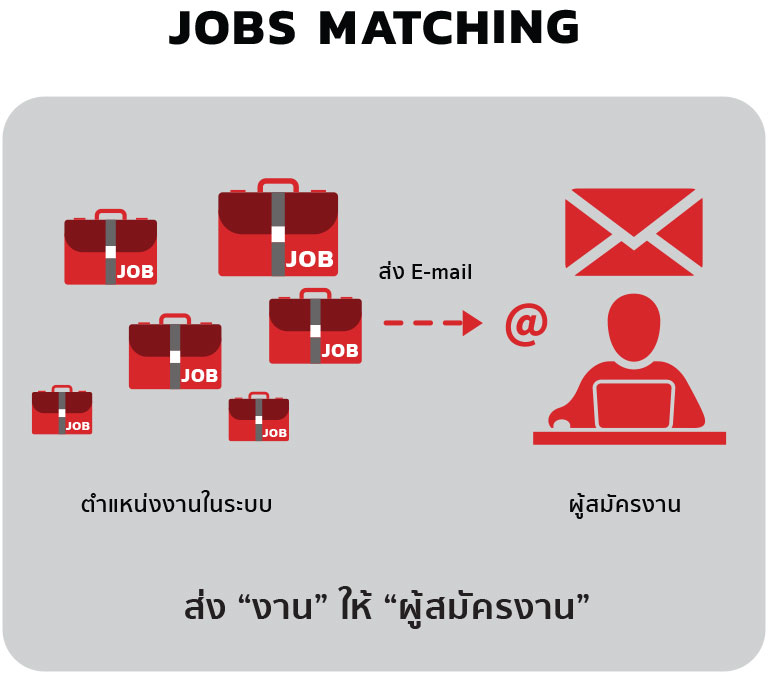 JOBS MATCHING
JOB
JOB
ส่ง E-mail
JOB
@
JOB
JOB
JOB
ตำแหน่งงานในระบบ
ผู้สมัครงาน
ส่ง “งาน” ให้ “ผู้สมัครงาน”